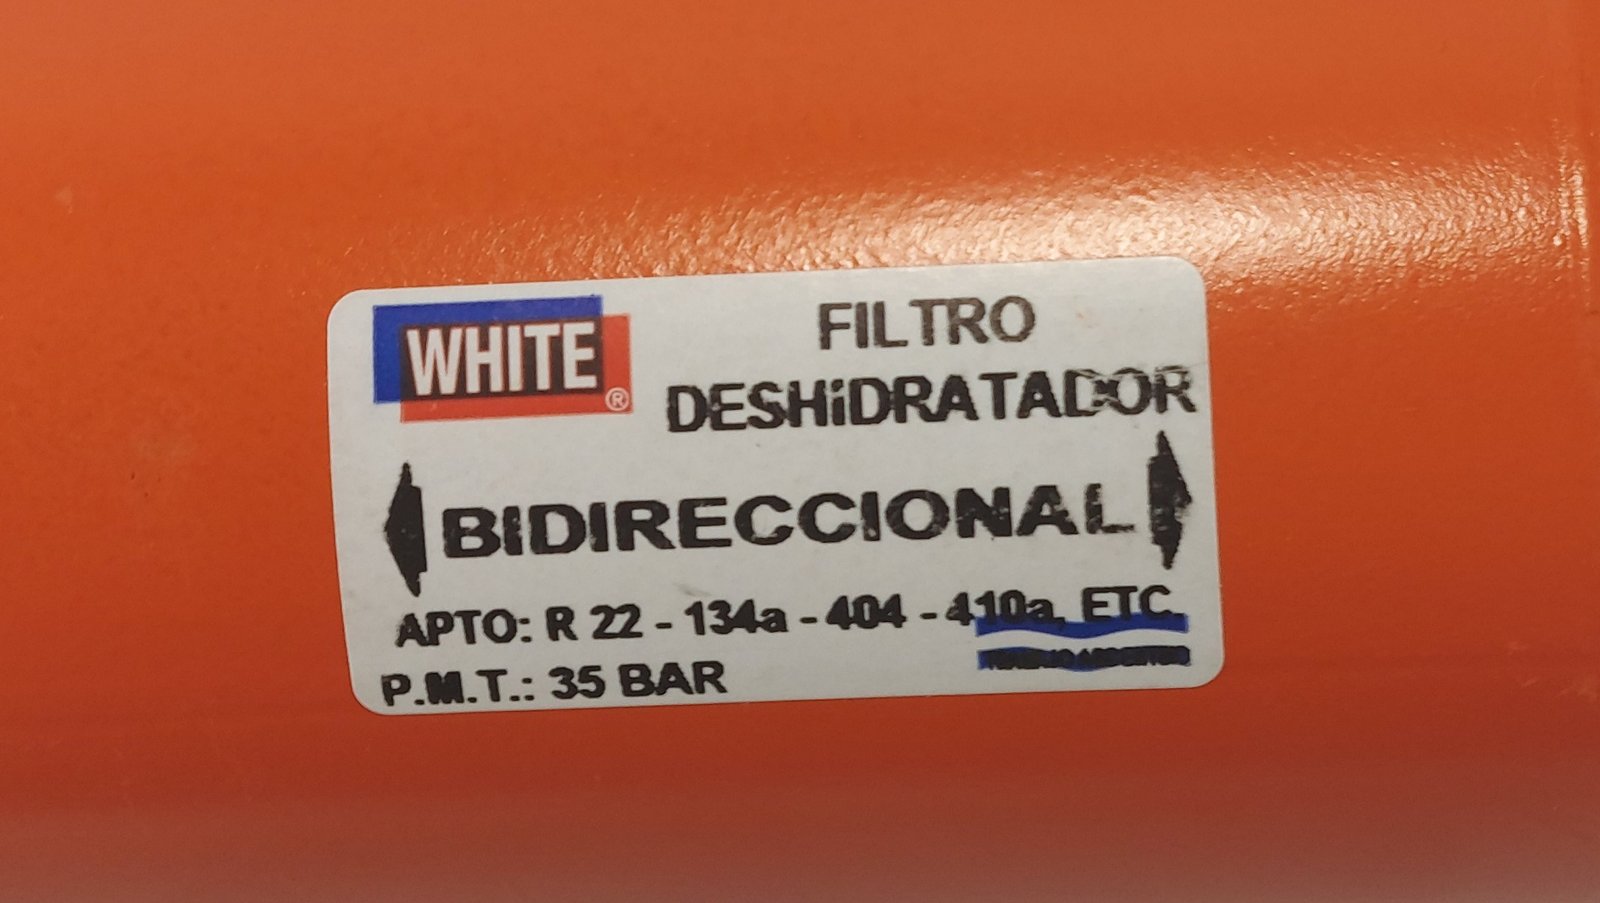 WHITE®
FILTRO
DESHiDRATADOR
BIDIRECCIONAL
APTO: R 22 - 134a - 404 - 410a, ETC.
P.M.T.: 35 BAR